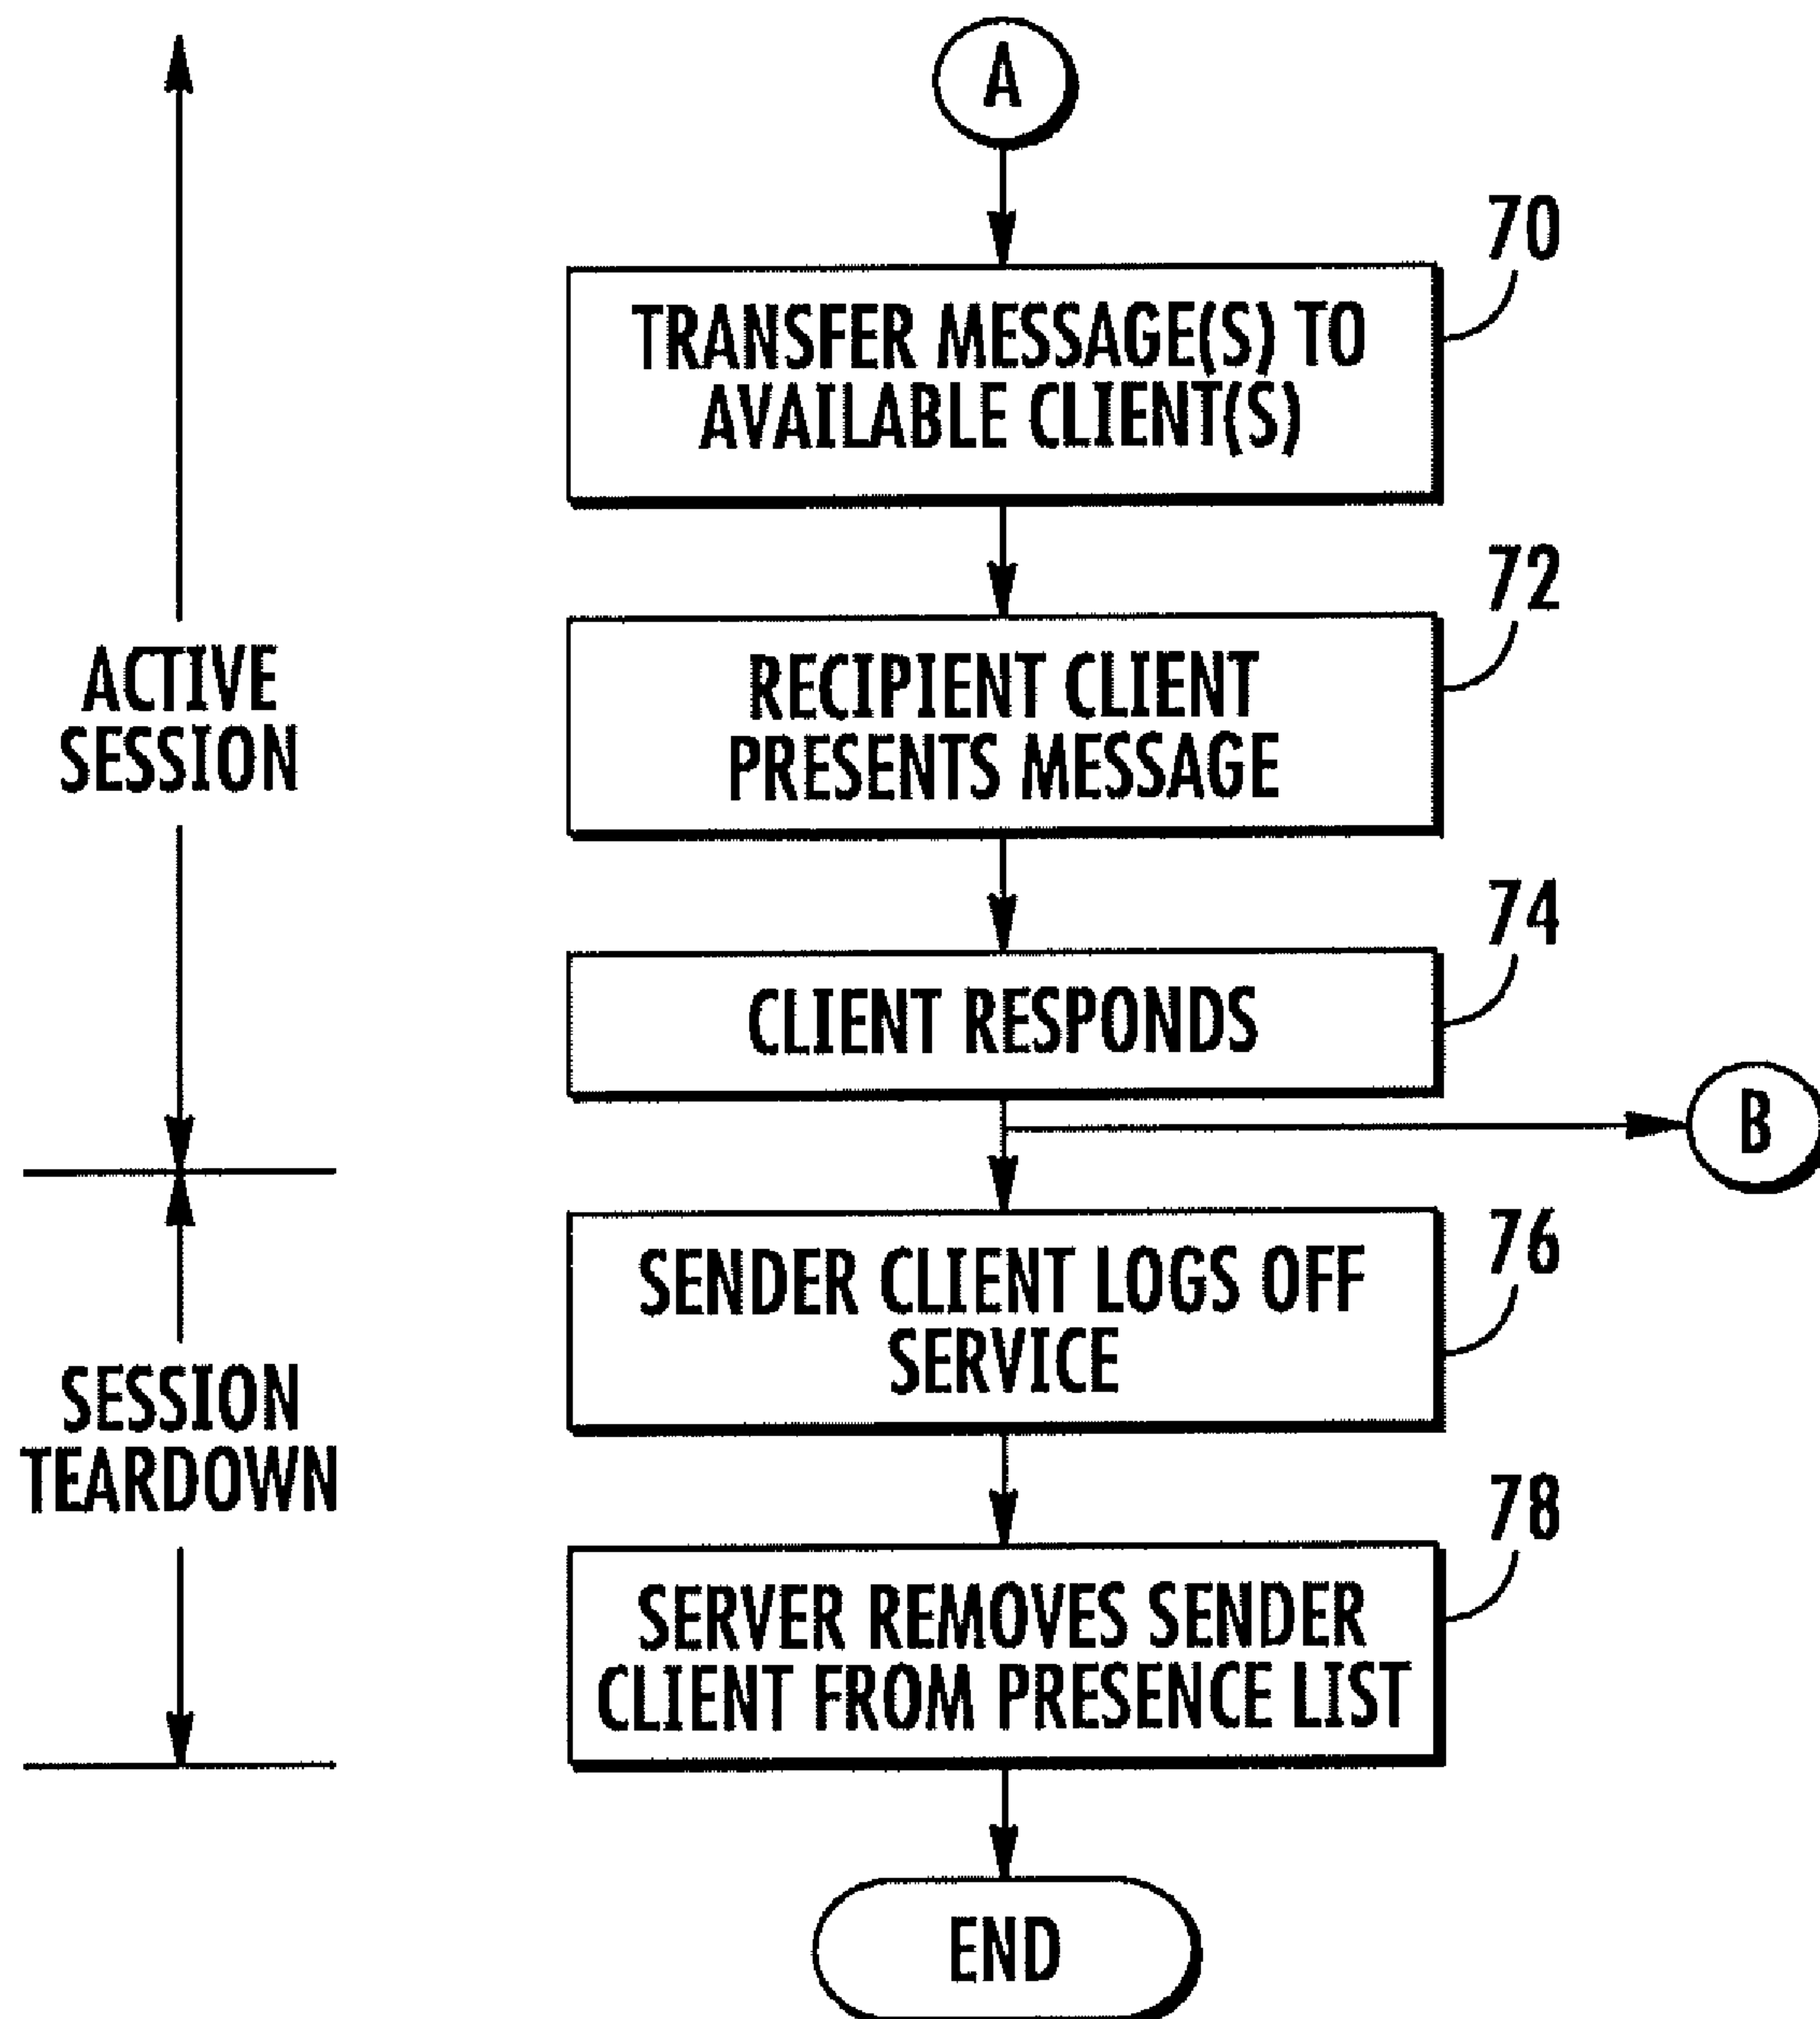 A
70
TRANSFER MESSAGE(S) TO
AVAILABLE CLIENT(S)
72
RECIPIENT CLIENT
PRESENTS MESSAGE
ACTIVE
SESSION
74
CLIENT RESPONDS
B
76
SENDER CLIENT LOGS OFF
SERVICE
SESSION
TEARDOWN
78
SERVER REMOVES SENDER
CLIENT FROM PRESENCE LIST
END